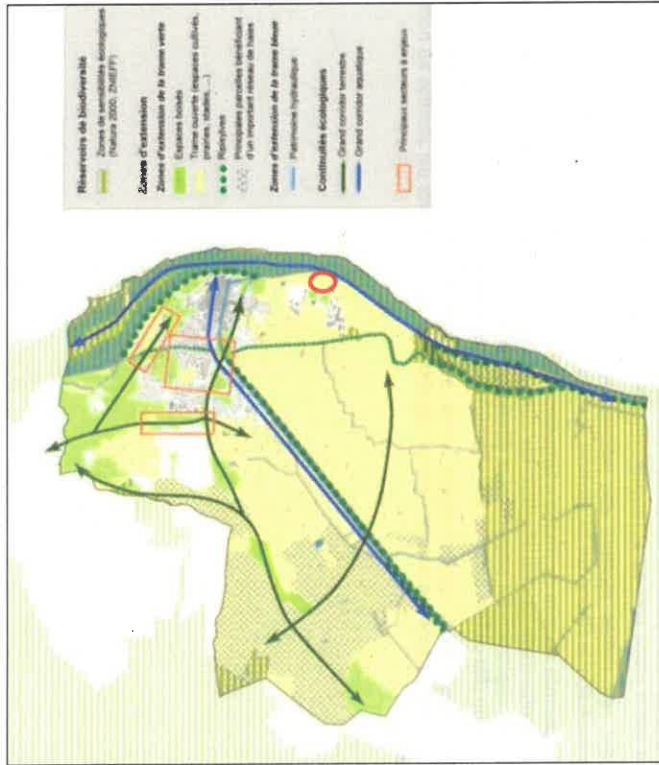 Réservoirs de biodiversité
Zones de sensibilités écologiques
(Natura 2000, ZNIEFF)
Zones d'extension
Zones d'extension de la trame verte
Espaces boisés
Trame ouverte (espaces cultivés,
prairies, stades, ...)
Ripisylves
Principales parcelles bénéficiant
d'un important réseau de haies
Zones d'extension de la trame bleue
Patrimoine hydraulique
Continuités écologiques
Grand corridor terrestre
Grand corridor aquatique
Principaux secteurs à enjeux